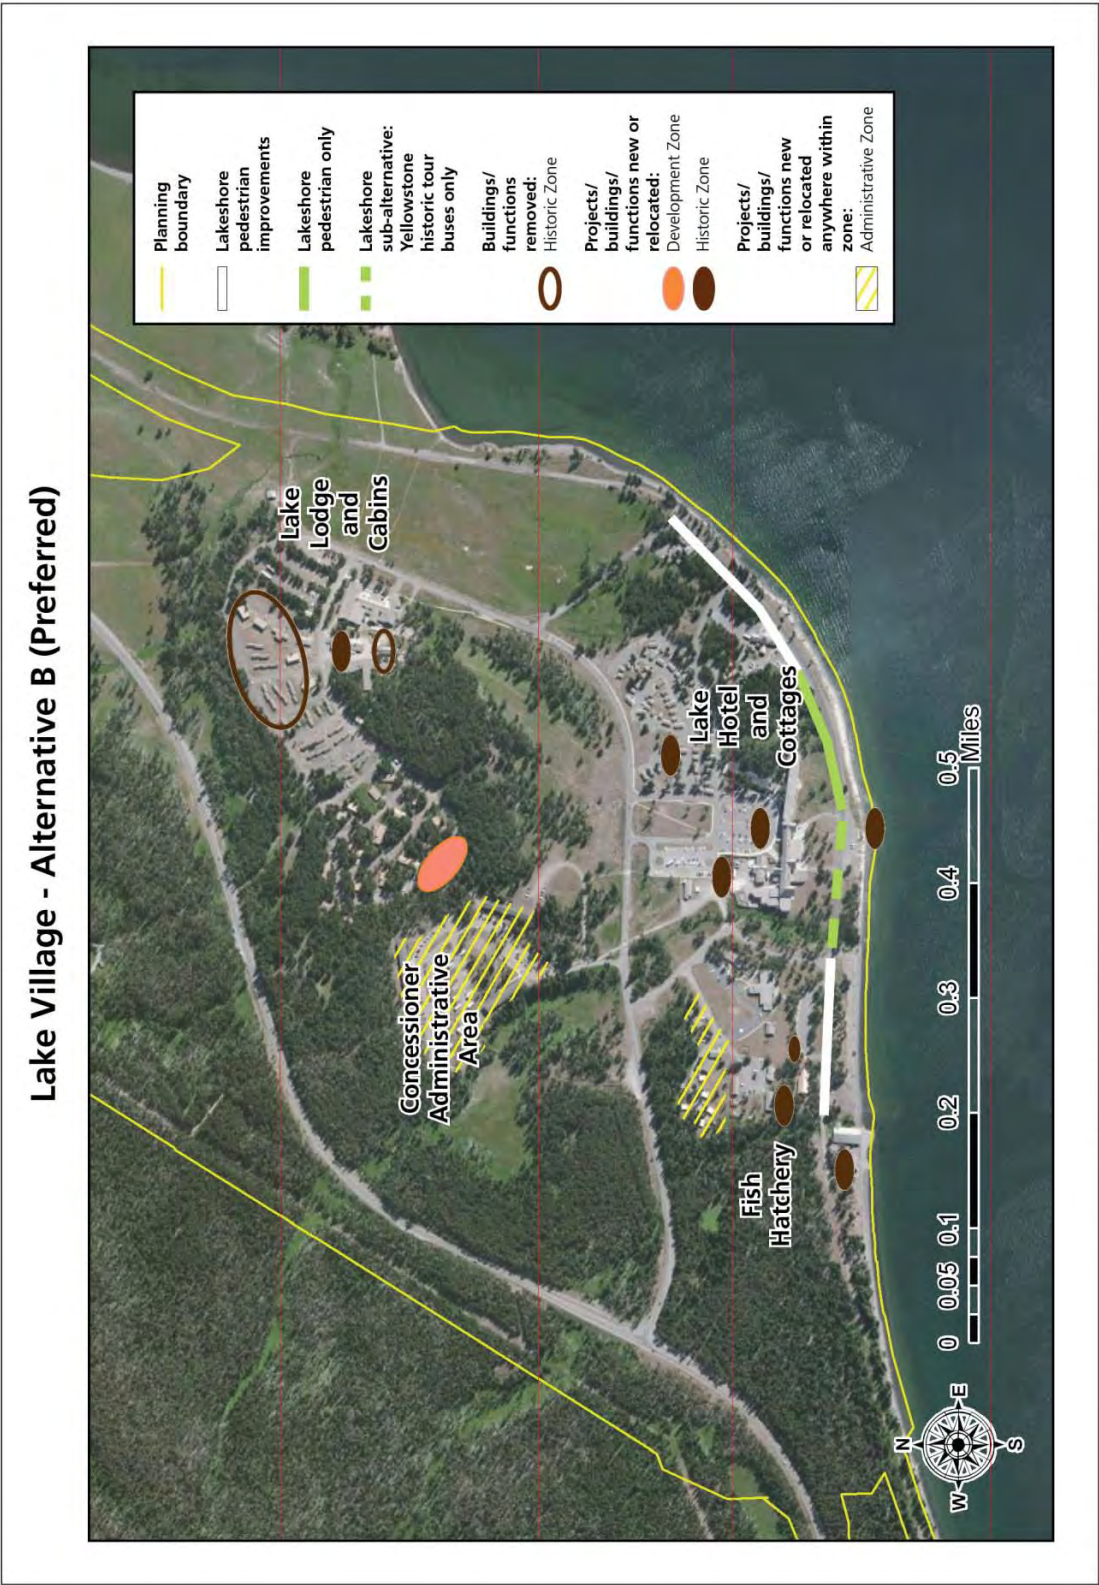 Lake Village - Alternative B (Preferred)
Planning
boundary
Lakeshore
pedestrian
improvements
Lakeshore
pedestrian only
Lakeshore
sub-alternative:
Yellowstone
historic tour
buses only
Buildings/
functions
removed:
Historic Zone
Projects/
buildings/
functions new or
relocated:
Development Zone
Historic Zone
Projects/
buildings/
functions new
or relocated
anywhere within
zone:
Administrative Zone
Lake
Lodge
and
Cabins
Concessioner
Administrative
Area
Lake
Hotel
and
Cottages
Fish
Hatchery
N
W
E
S
0 0.05 0.1 0.2 0.3 0.4 0.5
Miles